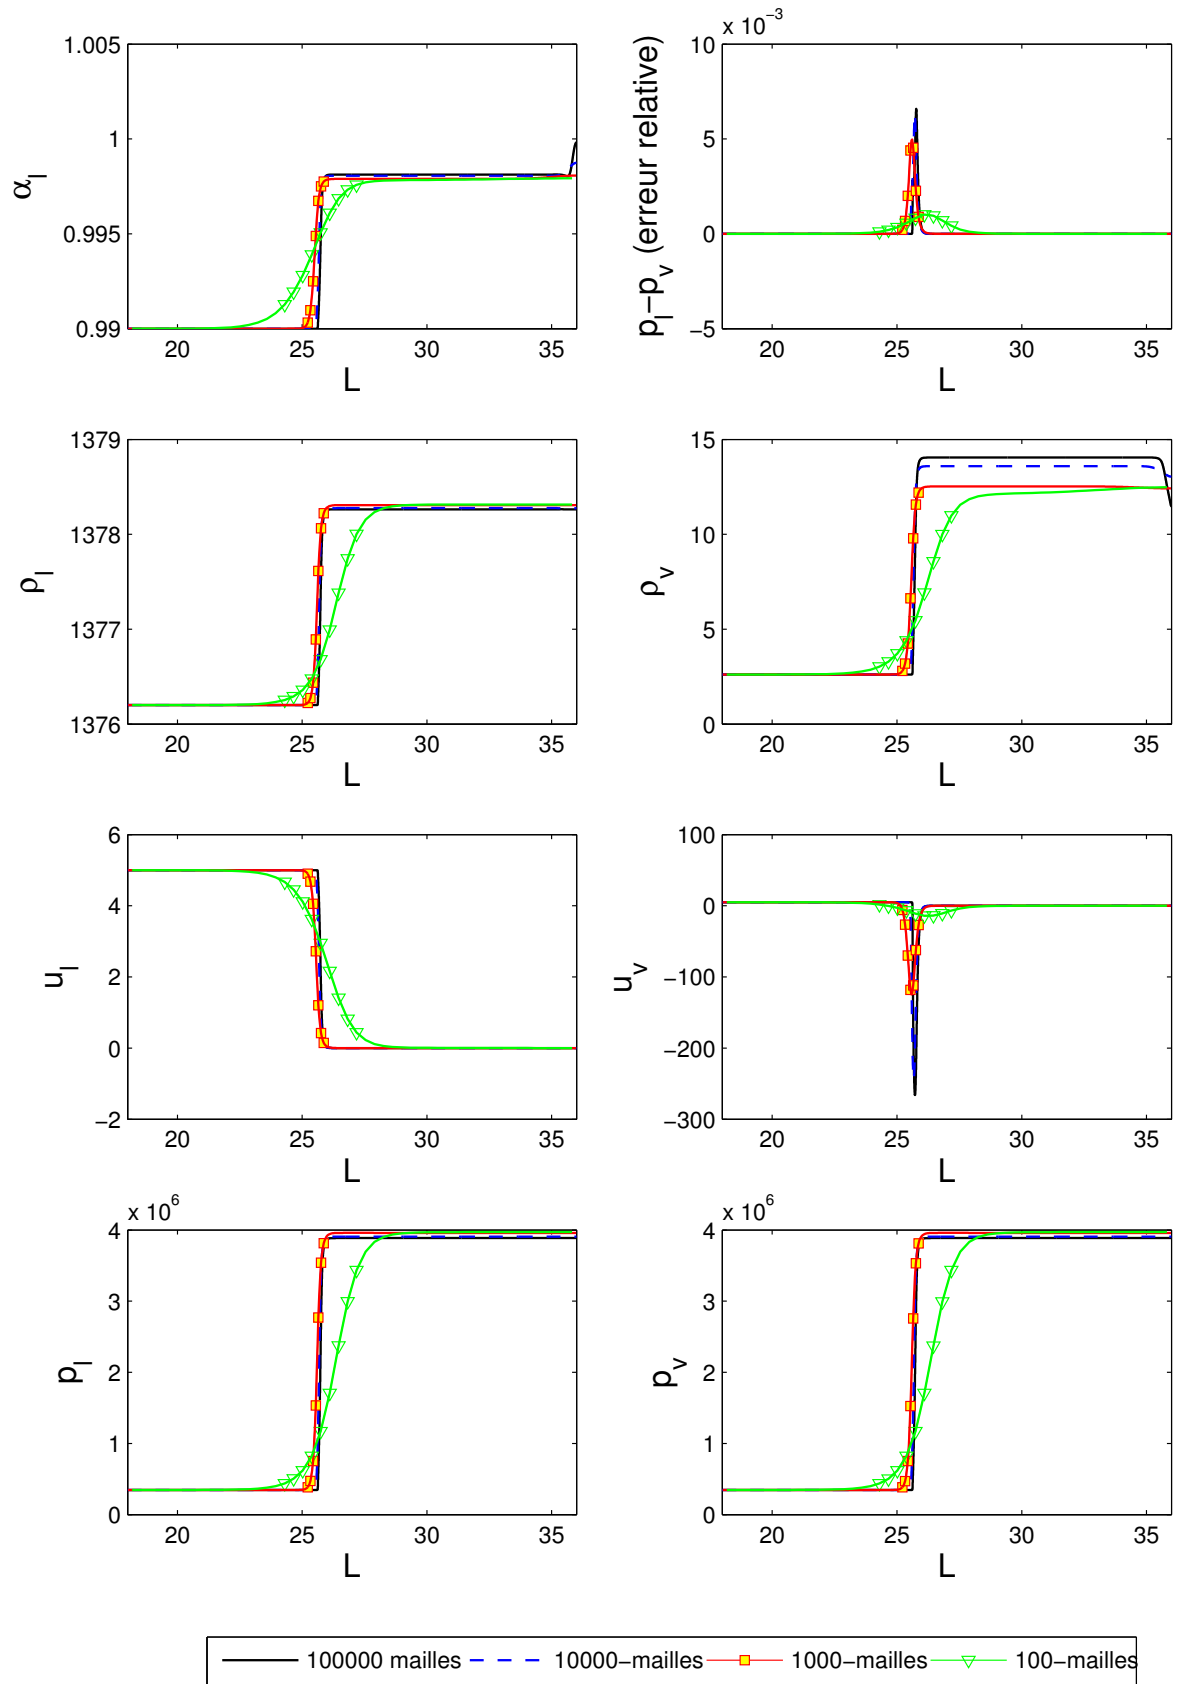 1.005
1
0.995
0.99
α_l
20 25 30 35
L
x 10^−3
10
5
0
−5
p_l−p_v (erreur relative)
20 25 30 35
L
1379
1378
1377
1376
ρ_l
20 25 30 35
L
15
10
5
0
ρ_v
20 25 30 35
L
6
4
2
0
−2
u_l
20 25 30 35
L
100
0
−100
−200
−300
u_v
20 25 30 35
L
x 10^6
4
3
2
1
0
p_l
20 25 30 35
L
x 10^6
4
3
2
1
0
p_v
20 25 30 35
L
100000 mailles 10000−mailles 1000−mailles 100−mailles